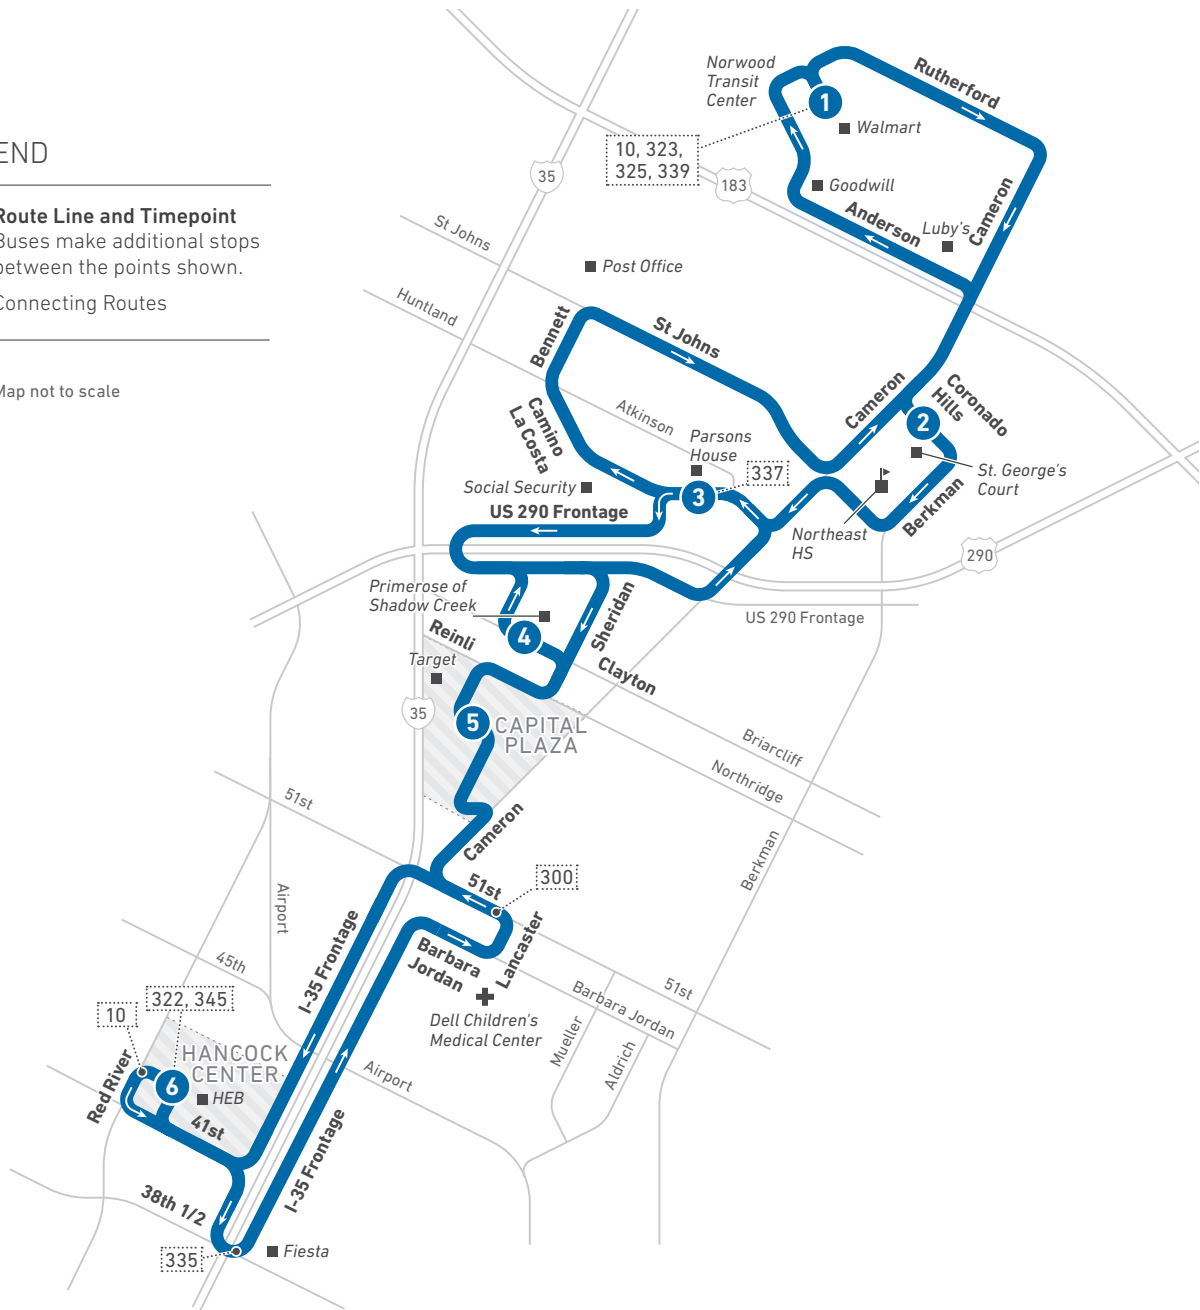 END
Route Line and Timepoint
Buses make additional stops
between the points shown.
Connecting Routes
Map not to scale
Norwood
Transit
Center
1
Walmart
Rutherford
10, 323,
325, 339
35
183
Goodwill
Anderson
Luby's
Cameron
St Johns
Post Office
Huntland
Bennett
St Johns
Camino
La Costa
Atkinson
Cameron
Coronado
Hills
2
Parsons
House
337
St. George's
Court
Social Security
3
US 290 Frontage
Northeast
HS
Berkman
290
Primerose of
Shadow Creek
Sheridan
US 290 Frontage
Reinli
4
Target
Clayton
35
5
CAPITAL
PLAZA
Briarcliff
Northridge
51st
Cameron
Berkman
Airport
51st
300
I-35 Frontage
Barbara
Jordan
Lancaster
45th
51st
Barbara Jordan
322, 345
10
Dell Children's
Medical Center
Mueller
Aldrich
HANCOCK
CENTER
Airport
Red River
6
HEB
41st
I-35 Frontage
38th 1/2
335
Fiesta